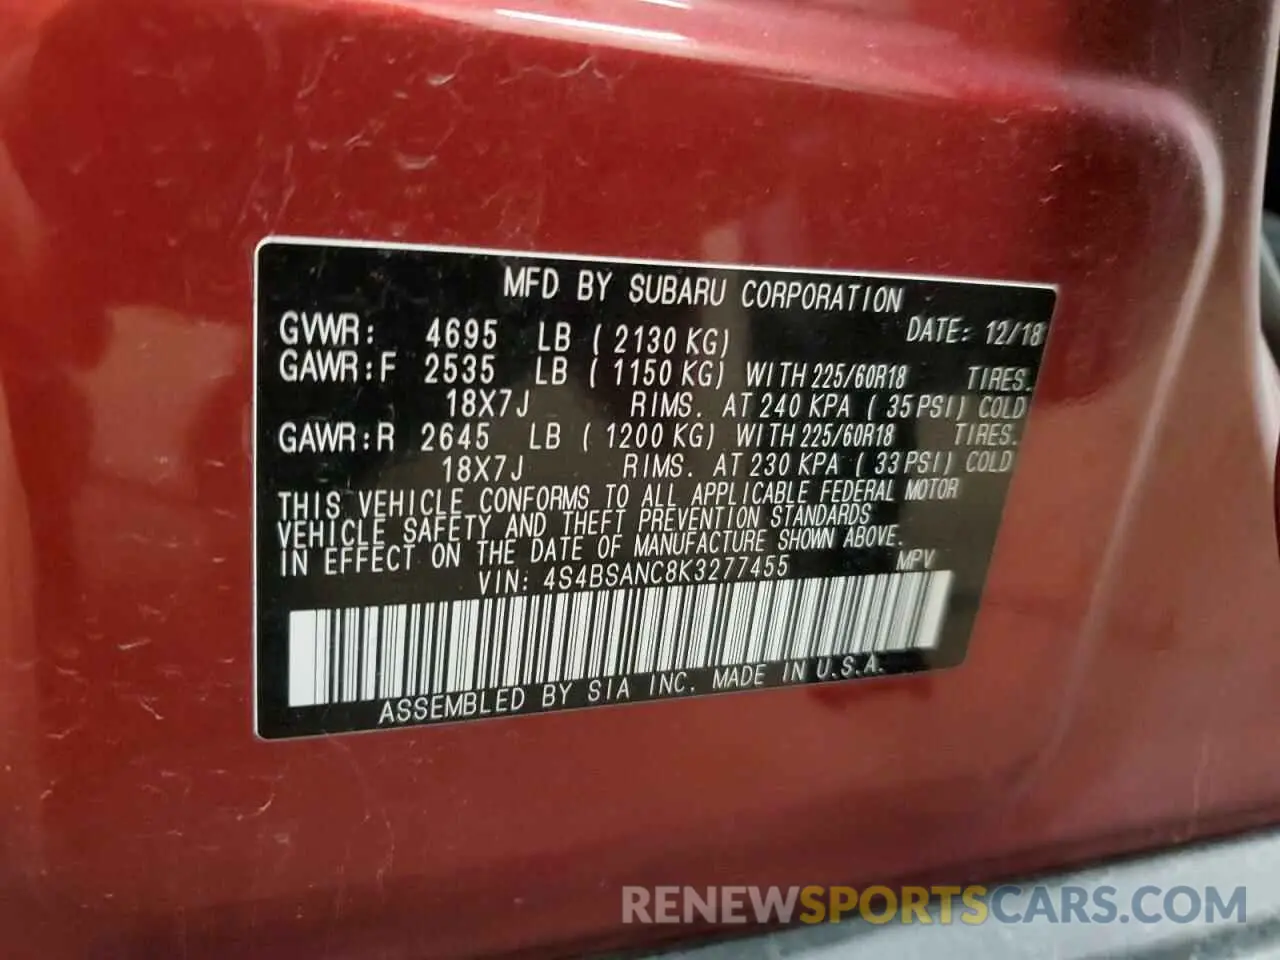 MFD BY SUBARU CORPORATION
GVWR: 4695 LB ( 2130 KG) DATE: 12/18
GAWR:F 2535 LB ( 1150 KG) WITH 225/60R18 TIRES.
18X7J RIMS. AT 240 KPA ( 35 PSI) COLD
GAWR:R 2645 LB ( 1200 KG) WITH 225/60R18 TIRES.
18X7J RIMS. AT 230 KPA ( 33 PSI) COLD
THIS VEHICLE CONFORMS TO ALL APPLICABLE FEDERAL MOTOR
VEHICLE SAFETY AND THEFT PREVENTION STANDARDS
IN EFFECT ON THE DATE OF MANUFACTURE SHOWN ABOVE.
VIN: 4S4BSANC8K3277455 MPV
ASSEMBLED BY SIA INC. MADE IN U.S.A.
RENEWSPORTSCARS.COM